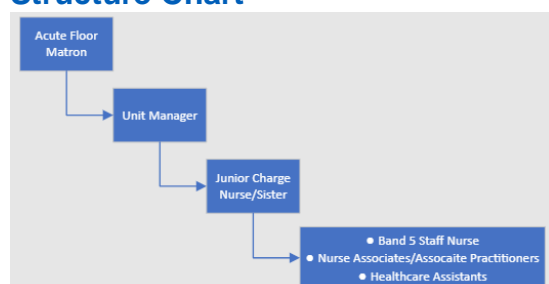 Structure Chart
Acute Floor
Matron
Unit Manager
Junior Charge
Nurse/Sister
● Band 5 Staff Nurse
● Nurse Associates/Assocaite Practitioners
● Healthcare Assistants